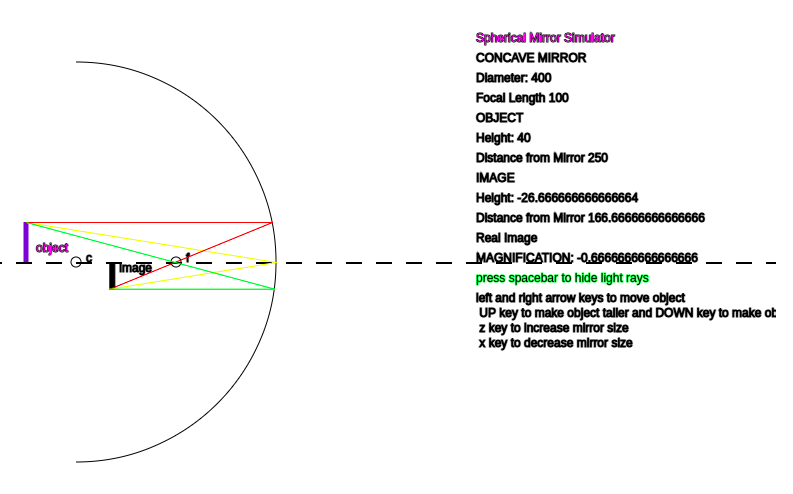 Spherical Mirror Simulator
CONCAVE MIRROR
Diameter: 400
Focal Length 100
OBJECT
Height: 40
Distance from Mirror 250
IMAGE
Height: -26.666666666666664
Distance from Mirror 166.66666666666666
Real Image
MAGNIFICATION: -0.6666666666666666
press spacebar to hide light rays
left and right arrow keys to move object
UP key to make object taller and DOWN key to make ob
z key to increase mirror size
x key to decrease mirror size
object
c
image
f